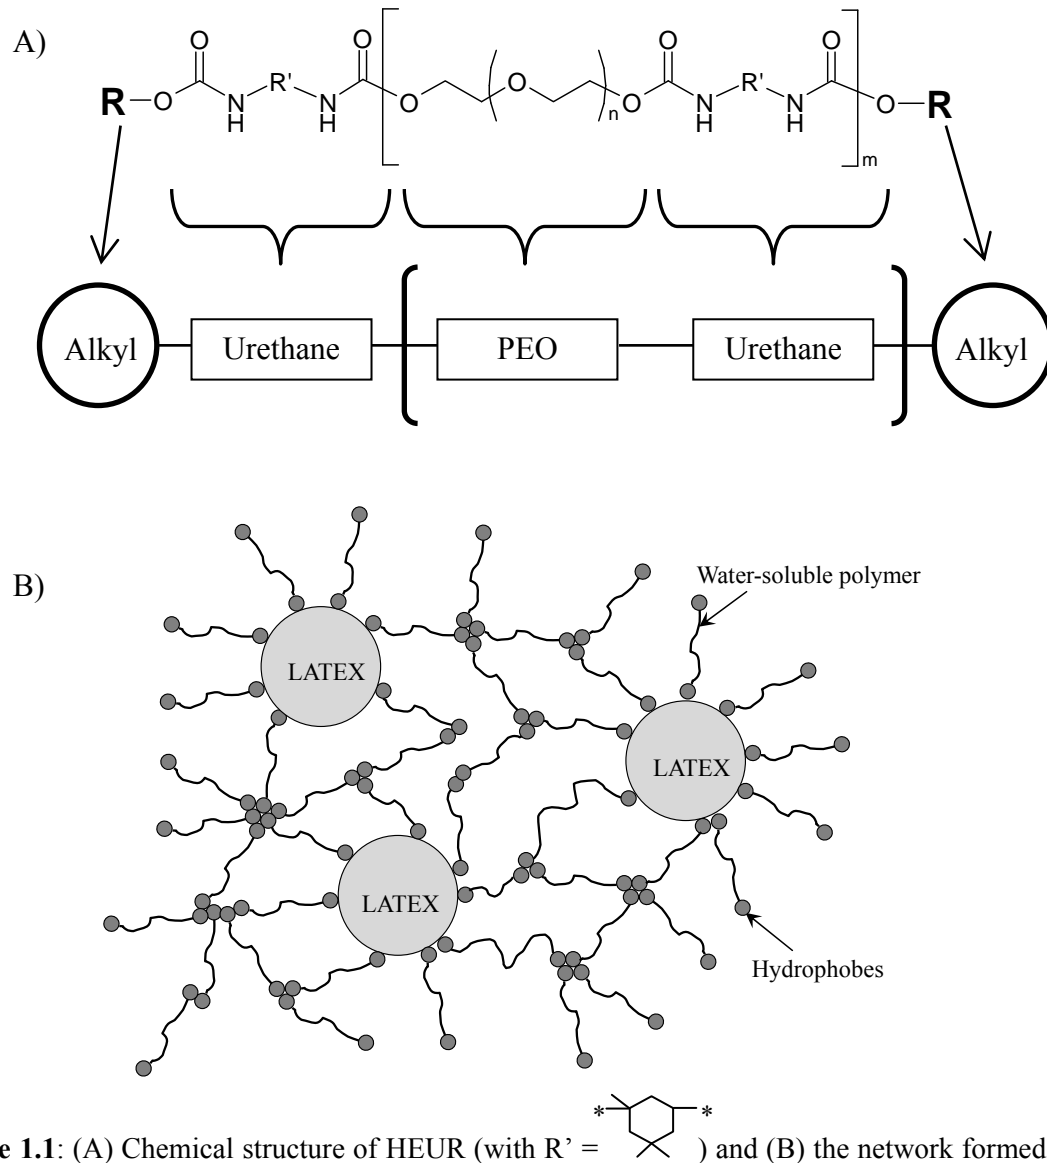 A)
O O O O
R O N R' N O O O N R' N O R
H H n H H m
Alkyl Urethane PEO Urethane Alkyl
B)
Water-soluble polymer
LATEX
LATEX
LATEX
Hydrophobes
* *
e 1.1: (A) Chemical structure of HEUR (with R’ = ) and (B) the network formed